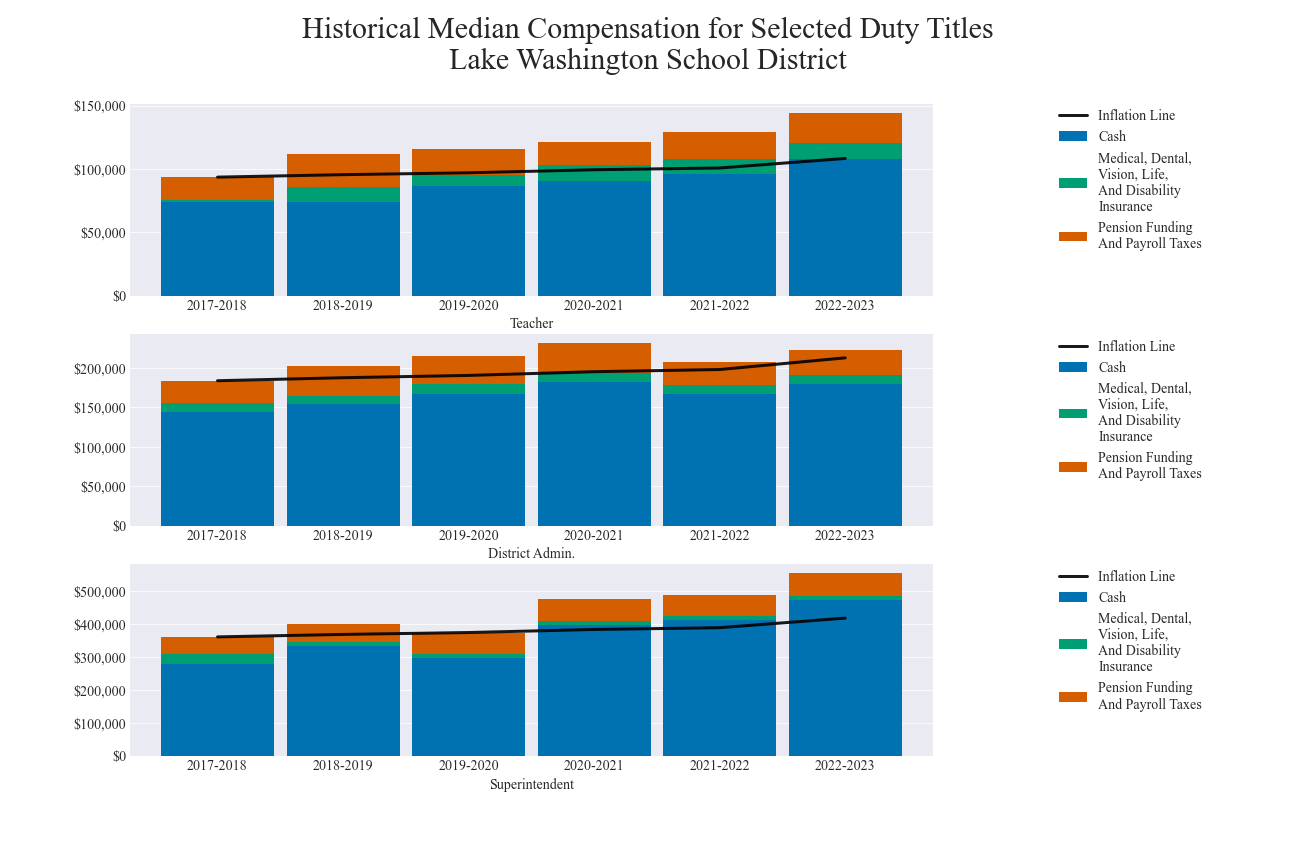 Historical Median Compensation for Selected Duty Titles
Lake Washington School District
$150,000
$100,000
$50,000
$0
2017-2018 2018-2019 2019-2020 2020-2021 2021-2022 2022-2023
Teacher
Inflation Line
Cash
Medical, Dental,
Vision, Life,
And Disability
Insurance
Pension Funding
And Payroll Taxes
$200,000
$150,000
$100,000
$50,000
$0
2017-2018 2018-2019 2019-2020 2020-2021 2021-2022 2022-2023
District Admin.
Inflation Line
Cash
Medical, Dental,
Vision, Life,
And Disability
Insurance
Pension Funding
And Payroll Taxes
$500,000
$400,000
$300,000
$200,000
$100,000
$0
2017-2018 2018-2019 2019-2020 2020-2021 2021-2022 2022-2023
Superintendent
Inflation Line
Cash
Medical, Dental,
Vision, Life,
And Disability
Insurance
Pension Funding
And Payroll Taxes